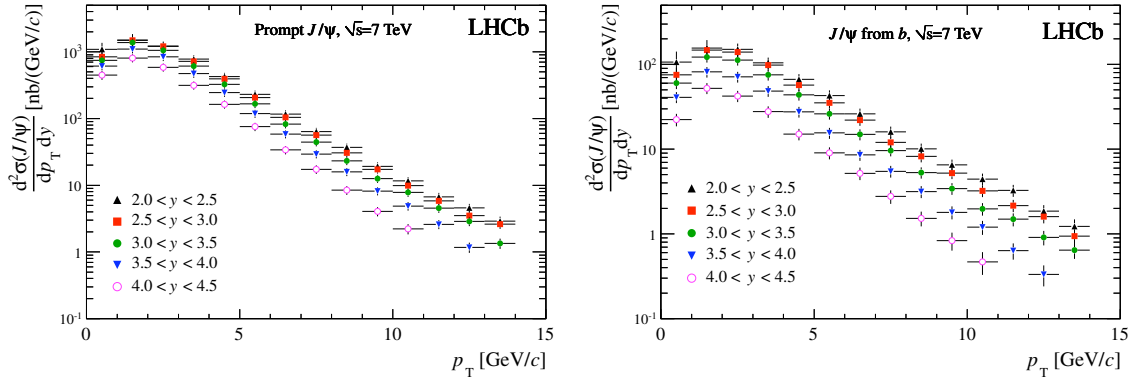 Prompt J/ψ, √s=7 TeV
LHCb
d²σ(J/ψ)/dp_T dy [nb/(GeV/c)]
10³
10²
10
1
10⁻¹
2.0 < y < 2.5
2.5 < y < 3.0
3.0 < y < 3.5
3.5 < y < 4.0
4.0 < y < 4.5
0 5 10 15
p_T [GeV/c]
J/ψ from b, √s=7 TeV
LHCb
d²σ(J/ψ)/dp_T dy [nb/(GeV/c)]
10²
10
1
10⁻¹
2.0 < y < 2.5
2.5 < y < 3.0
3.0 < y < 3.5
3.5 < y < 4.0
4.0 < y < 4.5
0 5 10 15
p_T [GeV/c]